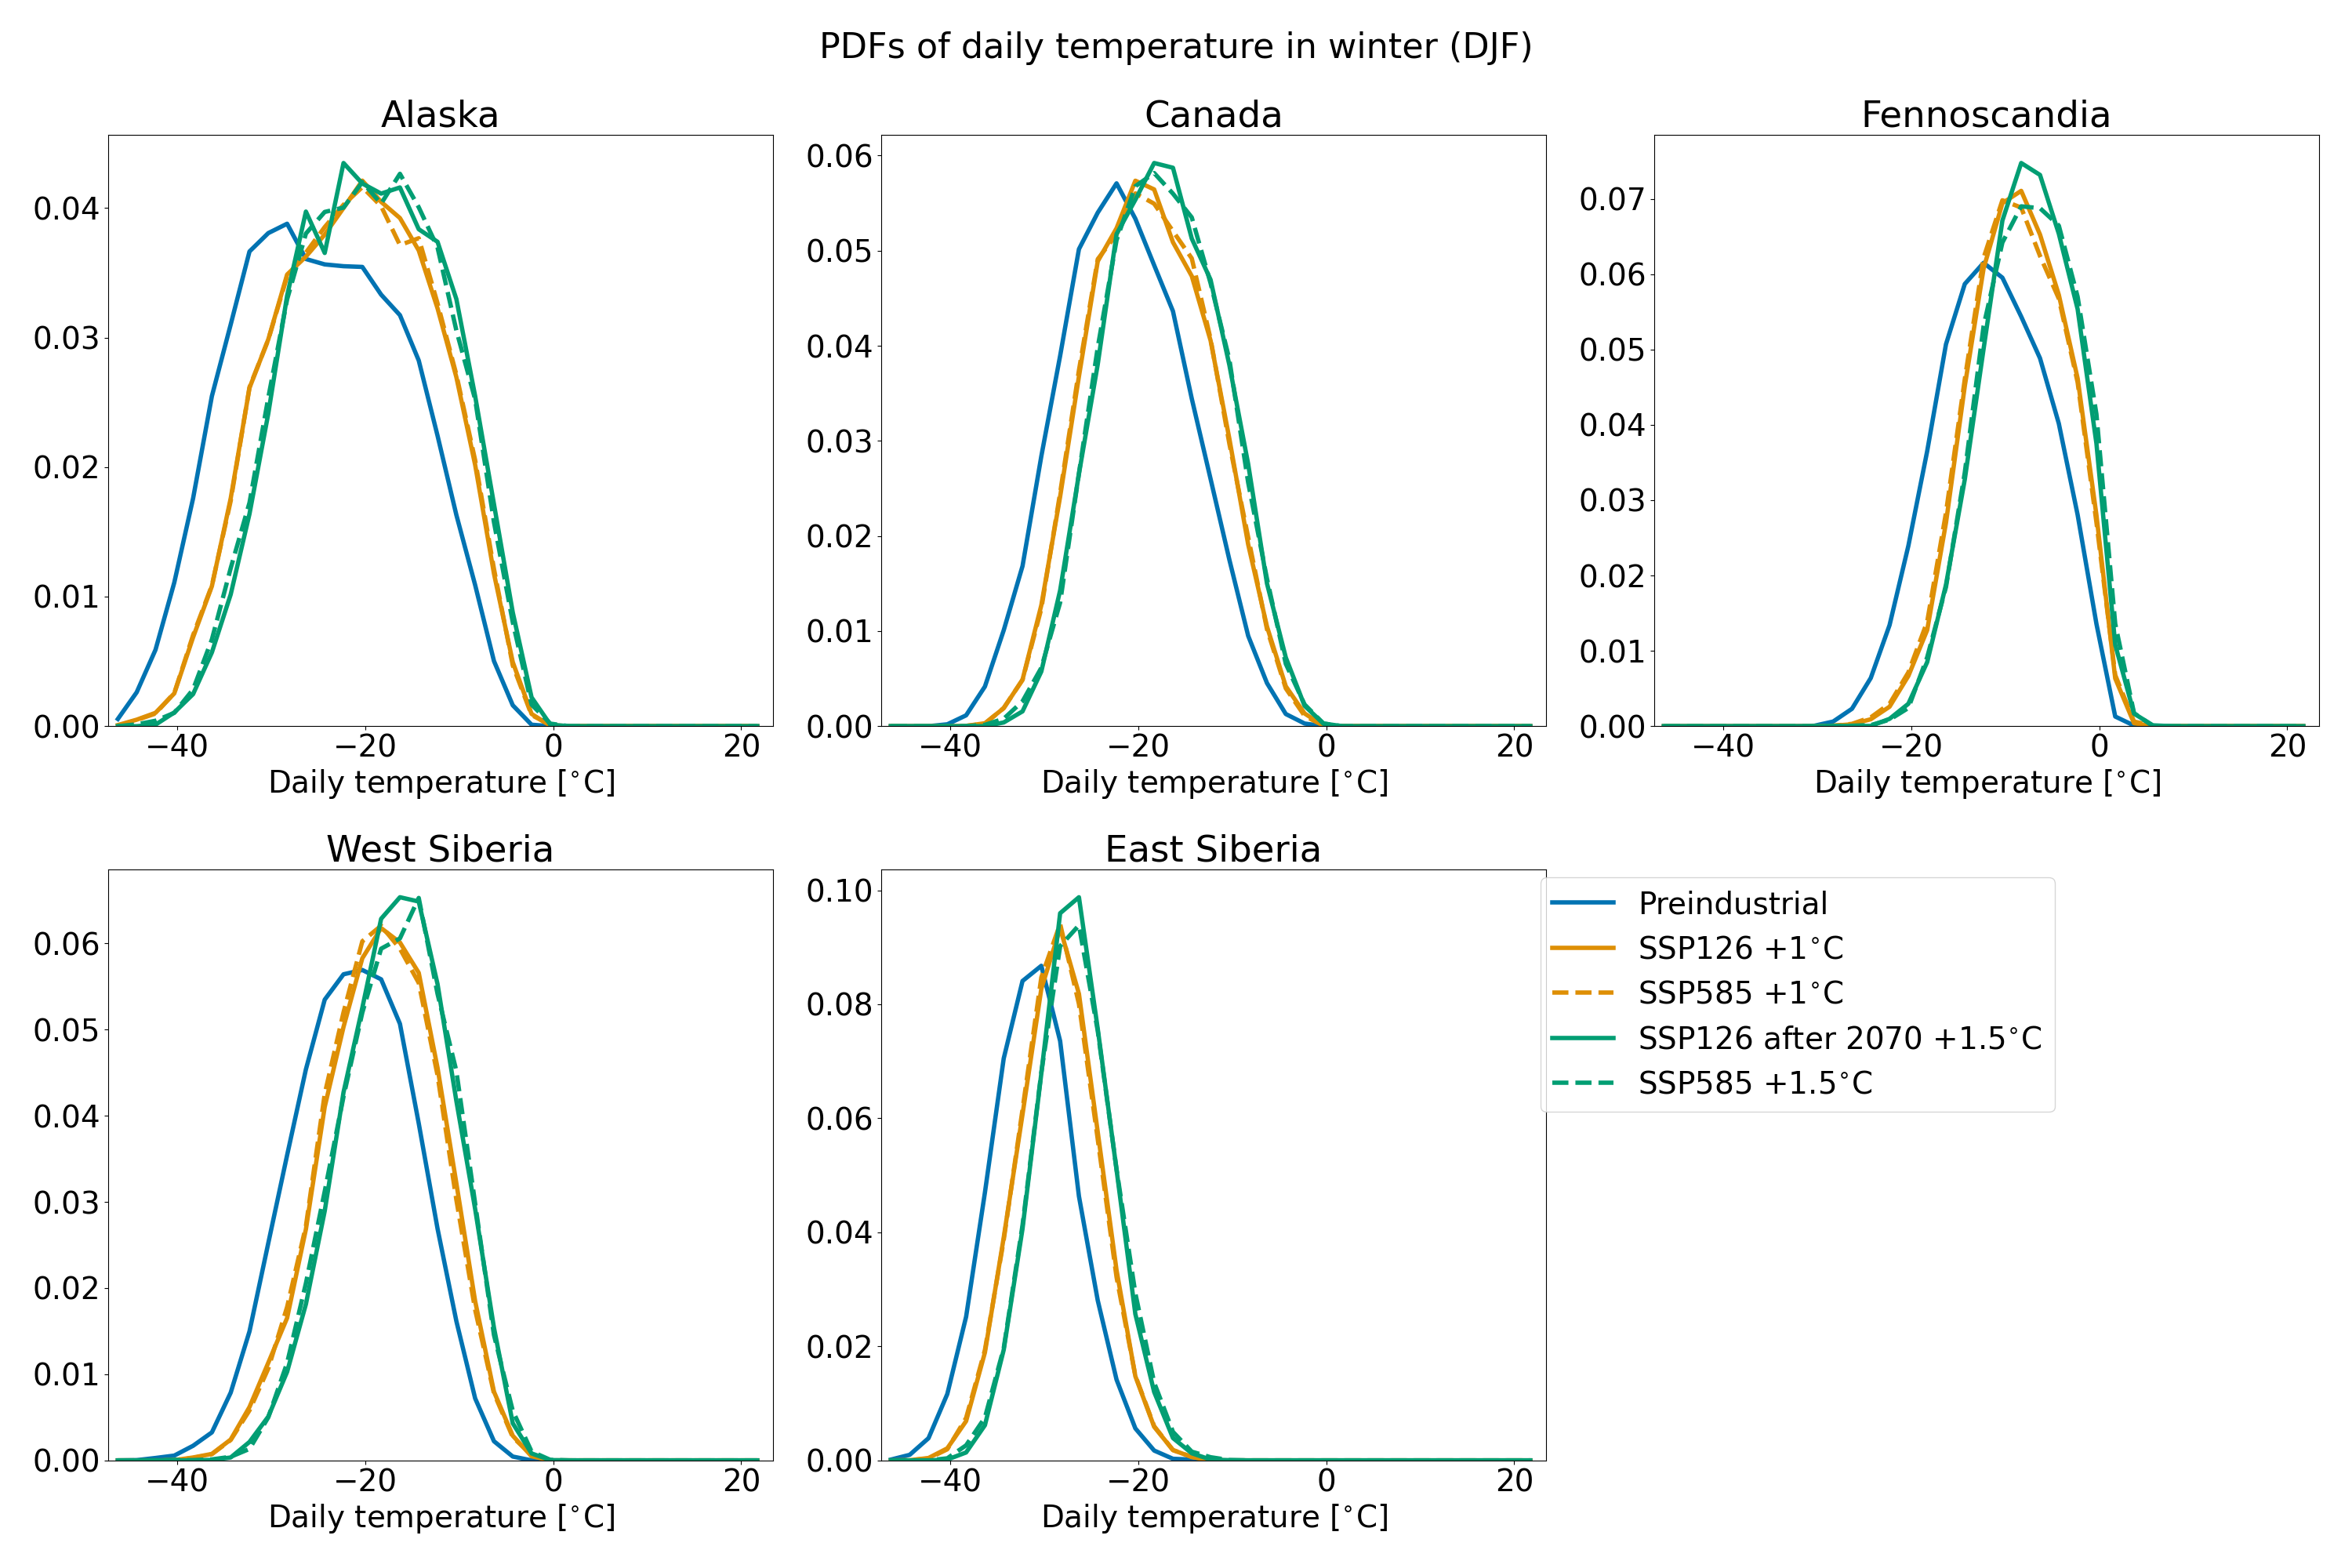 PDFs of daily temperature in winter (DJF)
Alaska
0.04
0.03
0.02
0.01
0.00
−40 −20 0 20
Daily temperature [°C]
Canada
0.06
0.05
0.04
0.03
0.02
0.01
0.00
−40 −20 0 20
Daily temperature [°C]
Fennoscandia
0.07
0.06
0.05
0.04
0.03
0.02
0.01
0.00
−40 −20 0 20
Daily temperature [°C]
West Siberia
0.06
0.05
0.04
0.03
0.02
0.01
0.00
−40 −20 0 20
Daily temperature [°C]
East Siberia
0.10
0.08
0.06
0.04
0.02
0.00
−40 −20 0 20
Daily temperature [°C]
Preindustrial
SSP126 +1°C
SSP585 +1°C
SSP126 after 2070 +1.5°C
SSP585 +1.5°C